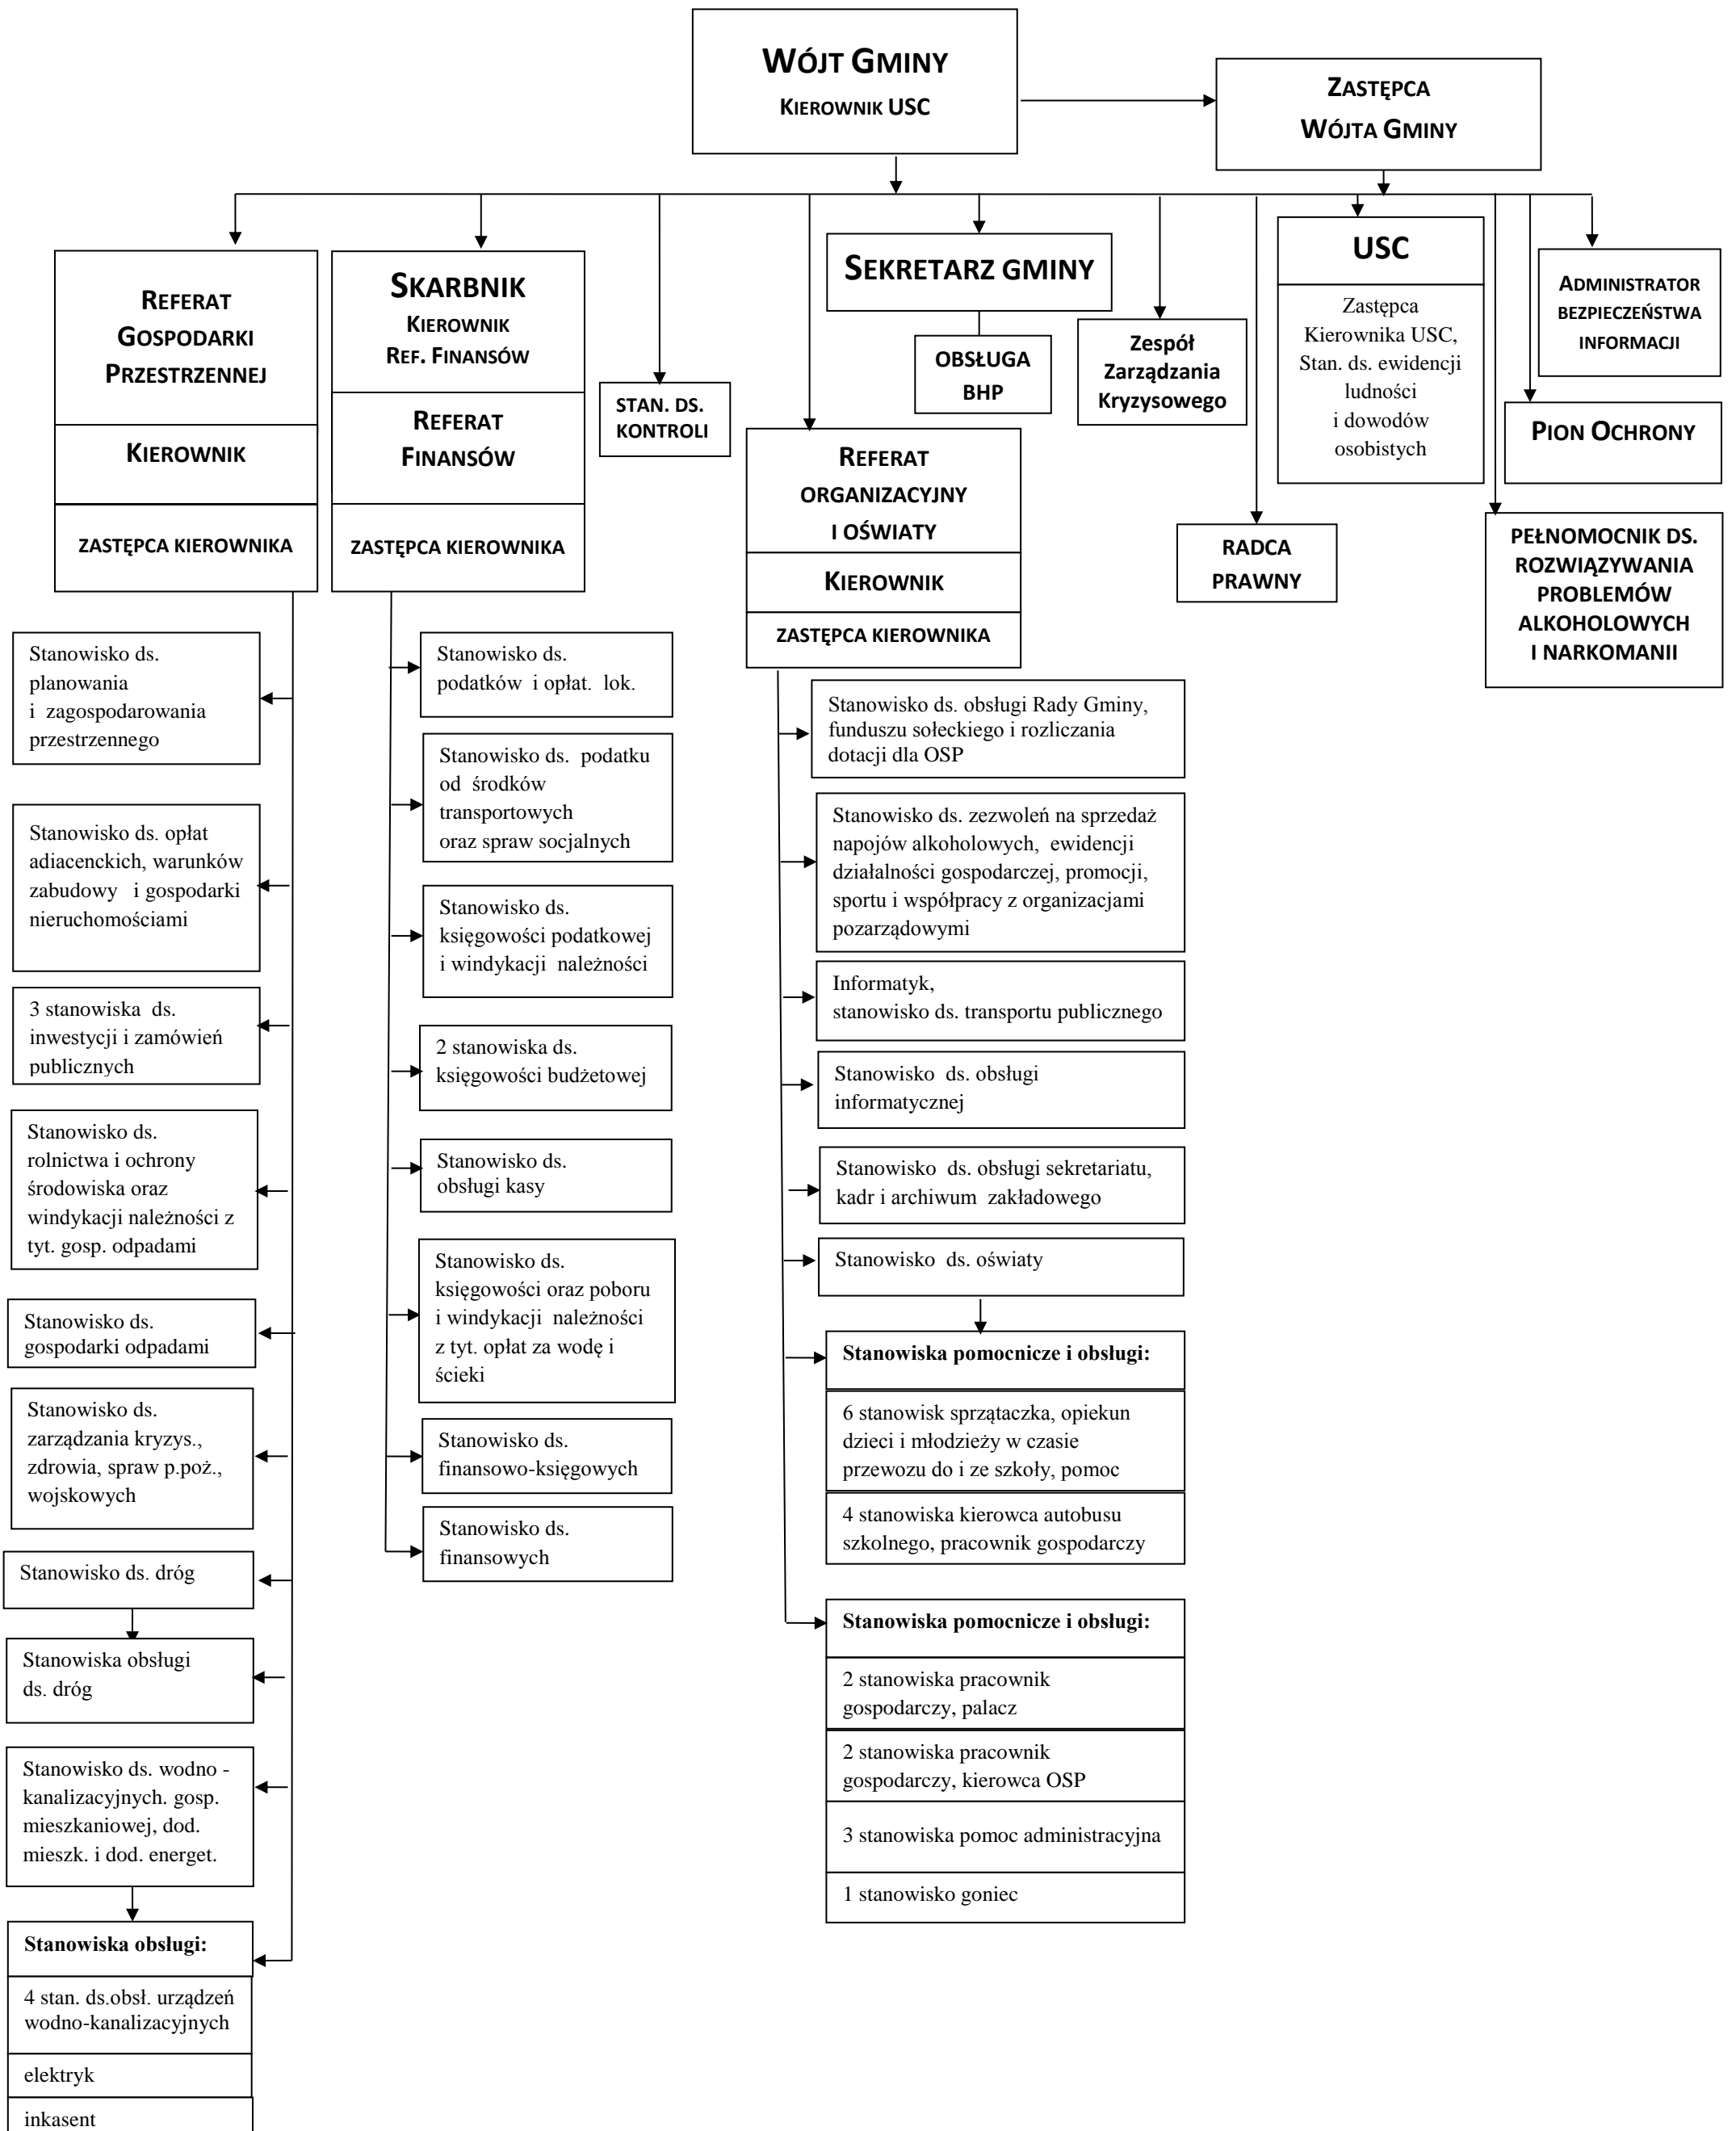 WÓJT GMINY
KIEROWNIK USC
ZASTĘPCA
WÓJTA GMINY
REFERAT
GOSPODARKI
PRZESTRZENNEJ
KIEROWNIK
ZASTĘPCA KIEROWNIKA
SKARBNIK
KIEROWNIK
REF. FINANSÓW
REFERAT
FINANSÓW
ZASTĘPCA KIEROWNIKA
STAN. DS.
KONTROLI
SEKRETARZ GMINY
OBSŁUGA
BHP
REFERAT
ORGANIZACYJNY
I OŚWIATY
KIEROWNIK
ZASTĘPCA KIEROWNIKA
Zespół
Zarządzania
Kryzysowego
RADCA
PRAWNY
USC
Zastępca
Kierownika USC,
Stan. ds. ewidencji
ludności
i dowodów
osobistych
ADMINISTRATOR
BEZPIECZEŃSTWA
INFORMACJI
PION OCHRONY
PEŁNOMOCNIK DS.
ROZWIĄZYWANIA
PROBLEMÓW
ALKOHOLOWYCH
I NARKOMANII
Stanowisko ds.
planowania
i zagospodarowania
przestrzennego
Stanowisko ds. opłat
adiacenckich, warunków
zabudowy i gospodarki
nieruchomościami
3 stanowiska ds.
inwestycji i zamówień
publicznych
Stanowisko ds.
rolnictwa i ochrony
środowiska oraz
windykacji należności z
tyt. gosp. odpadami
Stanowisko ds.
gospodarki odpadami
Stanowisko ds.
zarządzania kryzys.,
zdrowia, spraw p.poż.,
wojskowych
Stanowisko ds. dróg
Stanowiska obsługi
ds. dróg
Stanowisko ds. wodno -
kanalizacyjnych. gosp.
mieszkaniowej, dod.
mieszk. i dod. energet.
Stanowiska obsługi:
4 stan. ds.obsł. urządzeń
wodno-kanalizacyjnych
elektryk
inkasent
Stanowisko ds.
podatków i opłat. lok.
Stanowisko ds. podatku
od środków
transportowych
oraz spraw socjalnych
Stanowisko ds.
księgowości podatkowej
i windykacji należności
2 stanowiska ds.
księgowości budżetowej
Stanowisko ds.
obsługi kasy
Stanowisko ds.
księgowości oraz poboru
i windykacji należności
z tyt. opłat za wodę i
ścieki
Stanowisko ds.
finansowo-księgowych
Stanowisko ds.
finansowych
Stanowisko ds. obsługi Rady Gminy,
funduszu sołeckiego i rozliczania
dotacji dla OSP
Stanowisko ds. zezwoleń na sprzedaż
napojów alkoholowych, ewidencji
działalności gospodarczej, promocji,
sportu i współpracy z organizacjami
pozarządowymi
Informatyk,
stanowisko ds. transportu publicznego
Stanowisko ds. obsługi
informatycznej
Stanowisko ds. obsługi sekretariatu,
kadr i archiwum zakładowego
Stanowisko ds. oświaty
Stanowiska pomocnicze i obsługi:
6 stanowisk sprzątaczka, opiekun
dzieci i młodzieży w czasie
przewozu do i ze szkoły, pomoc
4 stanowiska kierowca autobusu
szkolnego, pracownik gospodarczy
Stanowiska pomocnicze i obsługi:
2 stanowiska pracownik
gospodarczy, palacz
2 stanowiska pracownik
gospodarczy, kierowca OSP
3 stanowiska pomoc administracyjna
1 stanowisko goniec